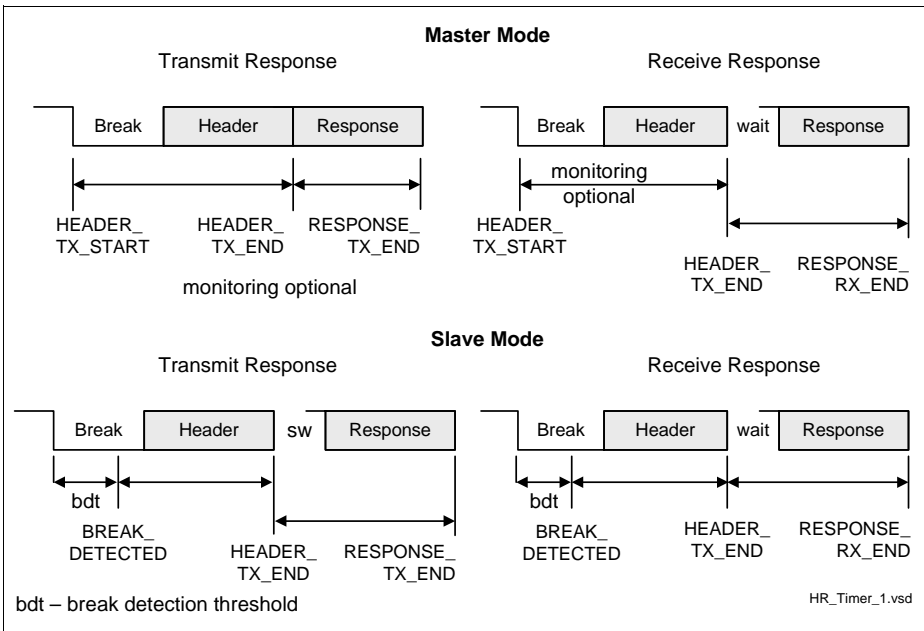 Master Mode
Transmit Response
Receive Response
Break
Header
Response
Break
Header
wait
Response
monitoring
optional
HEADER_
TX_START
HEADER_
TX_END
RESPONSE_
TX_END
HEADER_
TX_START
monitoring optional
HEADER_
TX_END
RESPONSE_
RX_END
Slave Mode
Transmit Response
Receive Response
Break
Header
sw
Response
Break
Header
wait
Response
bdt
bdt
BREAK_
DETECTED
HEADER_
TX_END
RESPONSE_
TX_END
BREAK_
DETECTED
HEADER_
TX_END
RESPONSE_
RX_END
bdt – break detection threshold
HR_Timer_1.vsd